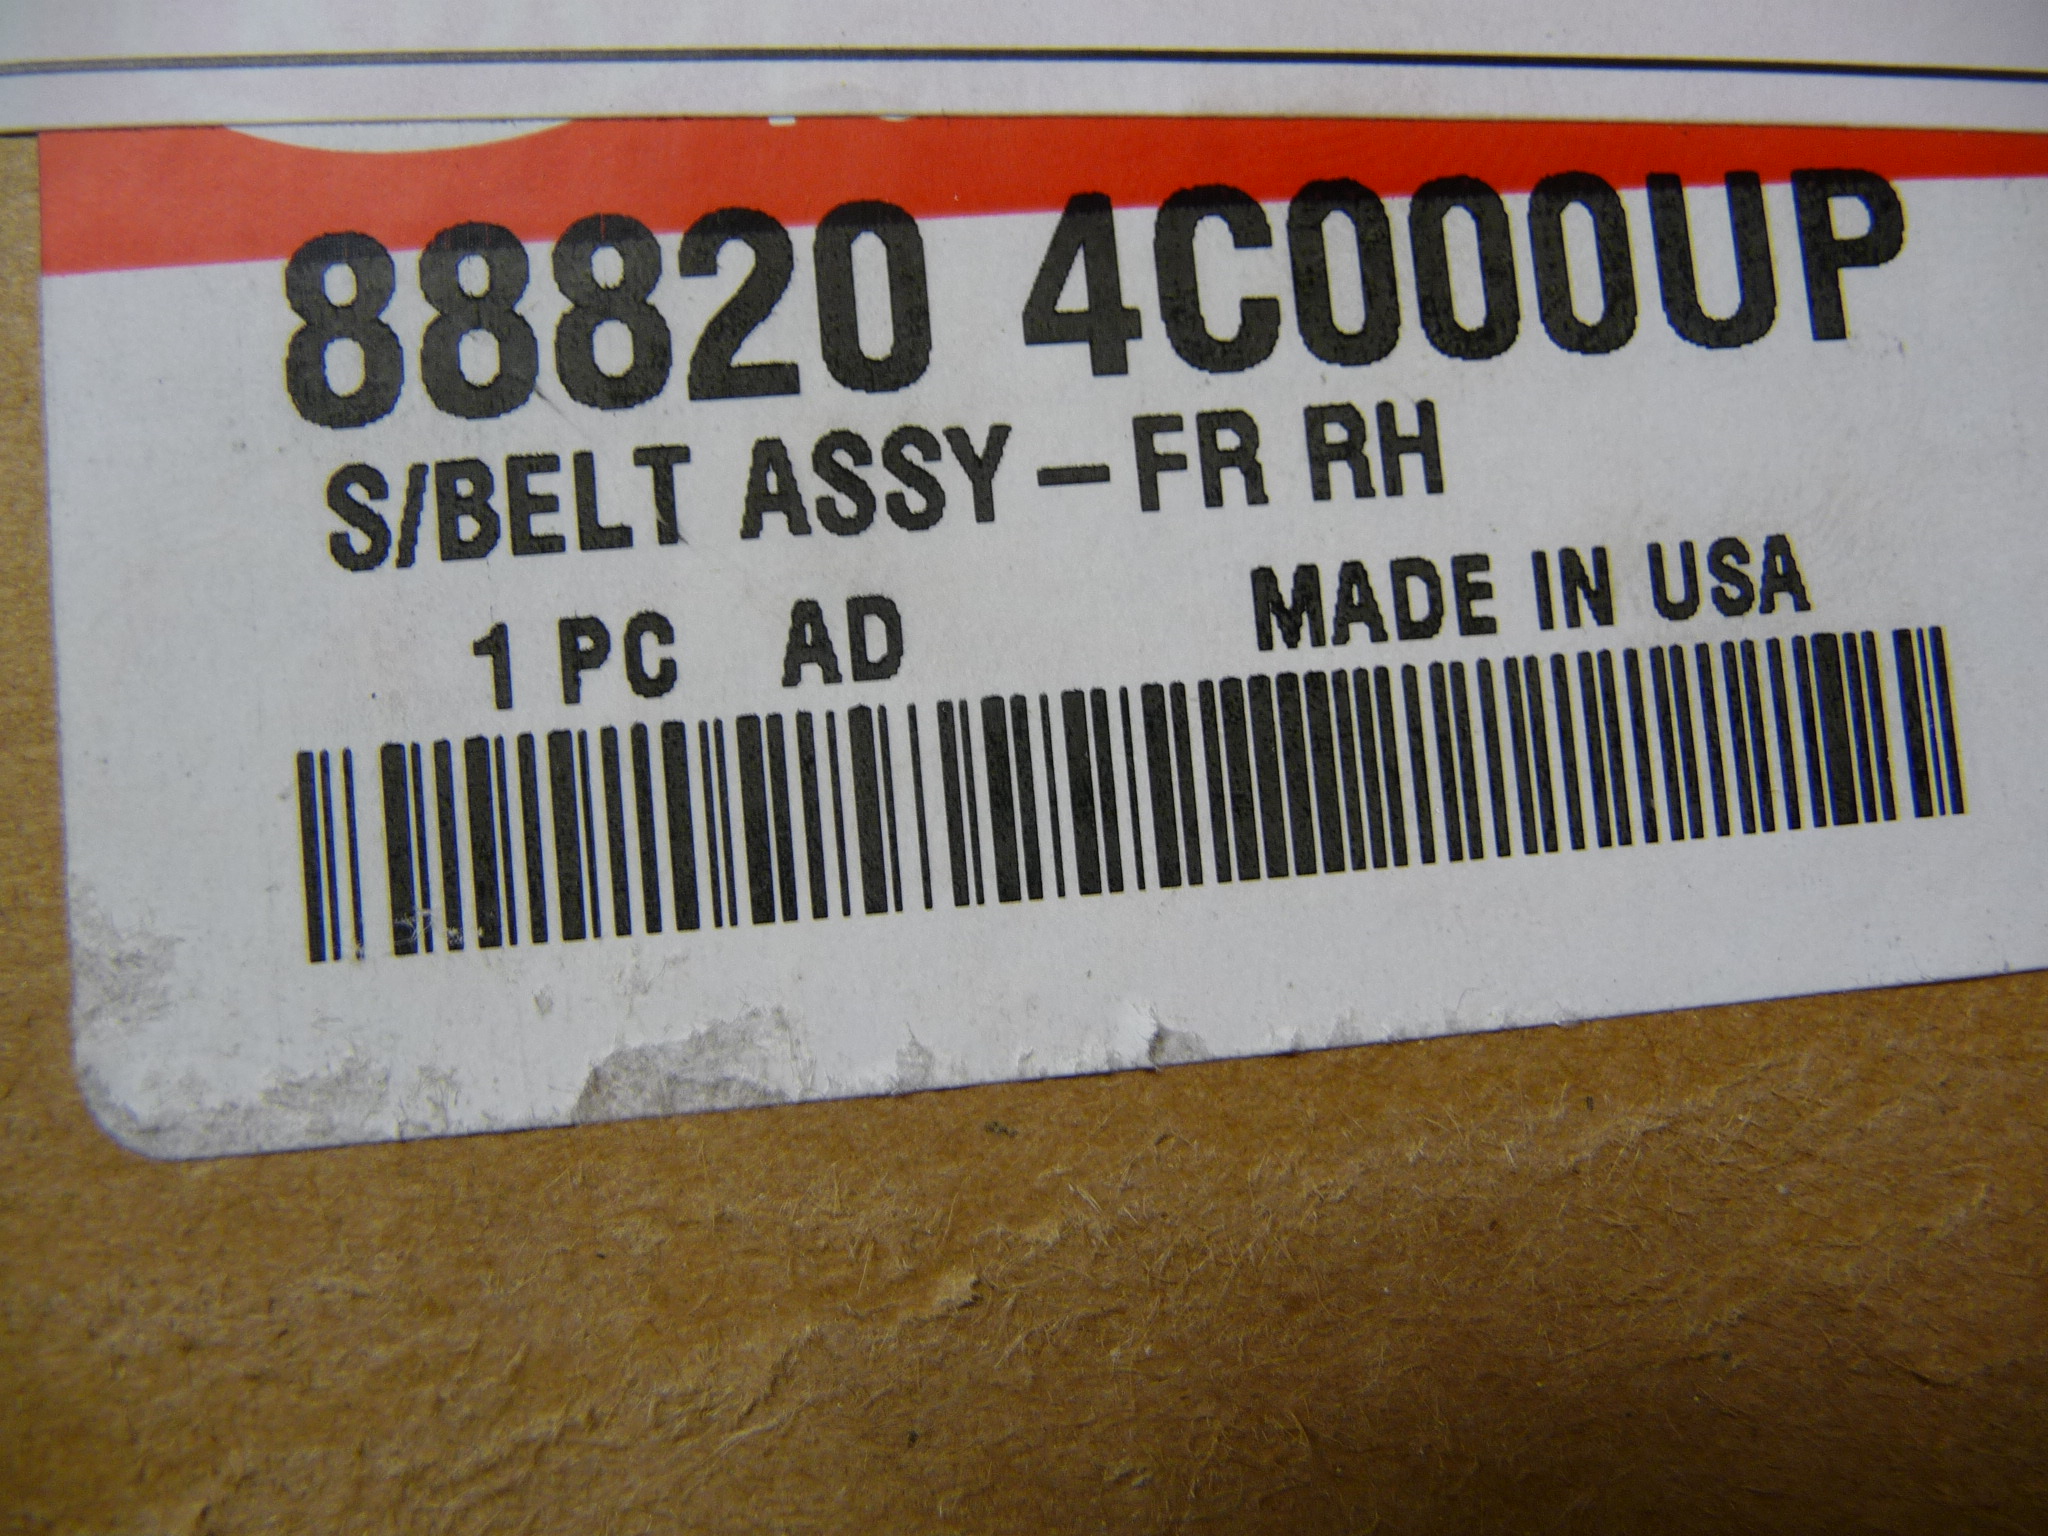 88820 4C000UP
S/BELT ASSY-FR RH
1 PC AD MADE IN USA